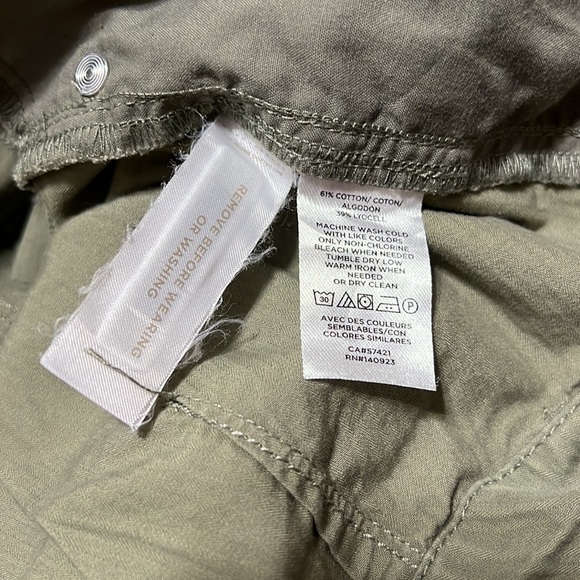 REMOVE BEFORE WEARING
OR WASHING
61% COTTON/ COTON/
ALGODÓN
39% LYOCELL
MACHINE WASH COLD
WITH LIKE COLORS
ONLY NON-CHLORINE
BLEACH WHEN NEEDED
TUMBLE DRY LOW
WARM IRON WHEN
NEEDED
OR DRY CLEAN
30 P
AVEC DES COULEURS
SEMBLABLES/CON
COLORES SIMILARES
CA#57421
RN#140923